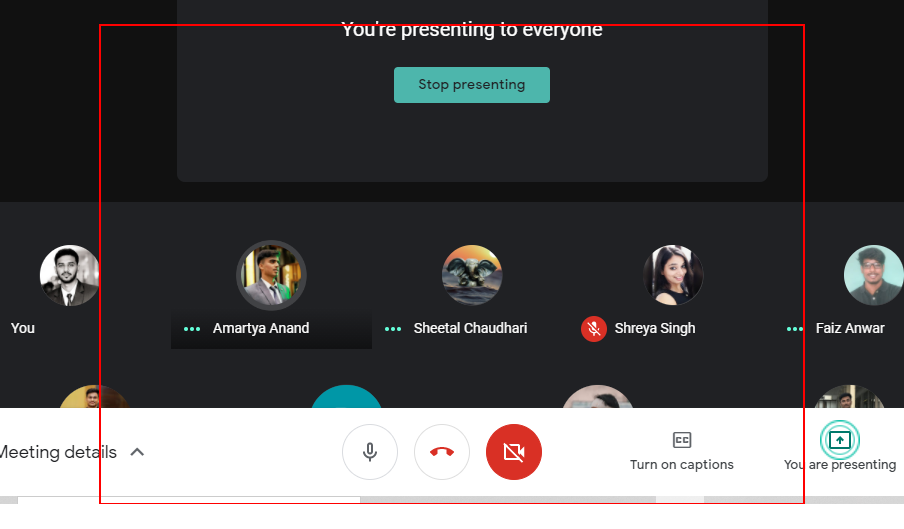 You're presenting to everyone
Stop presenting
You
Amartya Anand
Sheetal Chaudhari
Shreya Singh
Faiz Anwar
Meeting details
CC
Turn on captions
You are presenting